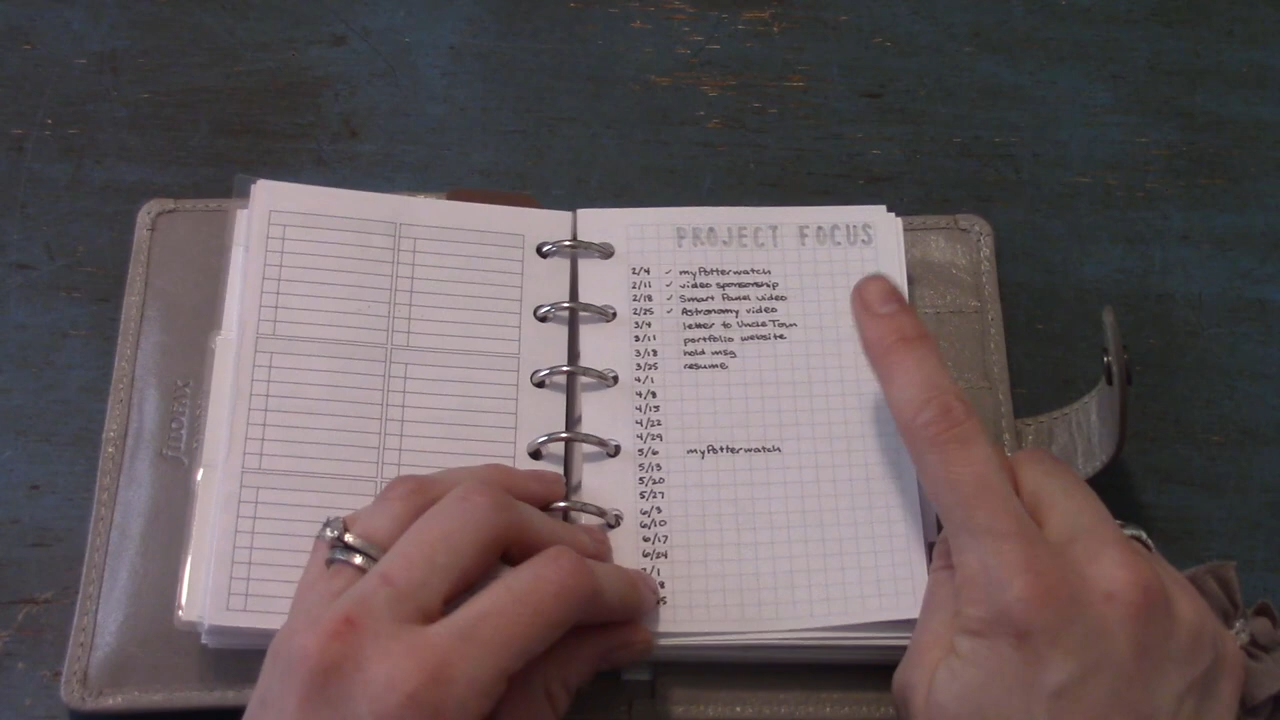 FILOFAX
PROJECT FOCUS
2/4 ✓ myPotterwatch
2/11 ✓ video sponsorship
2/18 ✓ Smart Panel video
2/25 ✓ Astronomy video
3/4 letter to Uncle Tom
3/11 portfolio website
3/18 hold msg
3/25 resume
4/1
4/8
4/15
4/22
4/29
5/6 myPotterwatch
5/13
5/20
5/27
6/3
6/10
6/17
6/24
7/1